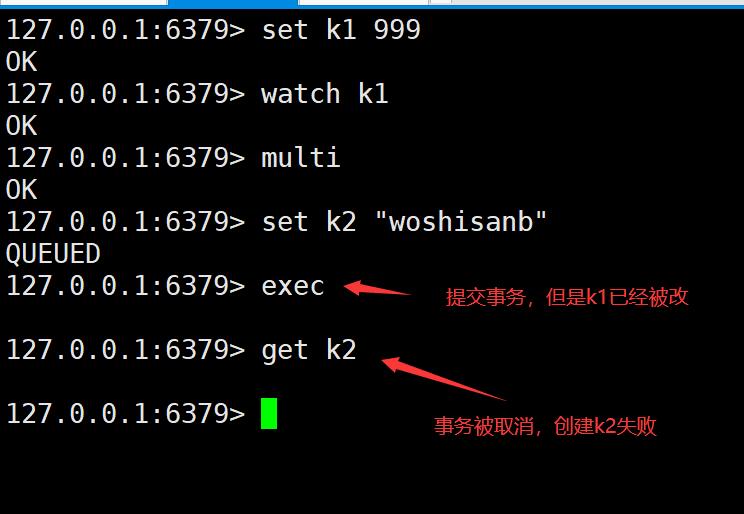 127.0.0.1:6379> set k1 999
OK
127.0.0.1:6379> watch k1
OK
127.0.0.1:6379> multi
OK
127.0.0.1:6379> set k2 "woshisanb"
QUEUED
127.0.0.1:6379> exec
提交事务，但是k1已经被改
127.0.0.1:6379> get k2
127.0.0.1:6379>
事务被取消，创建k2失败